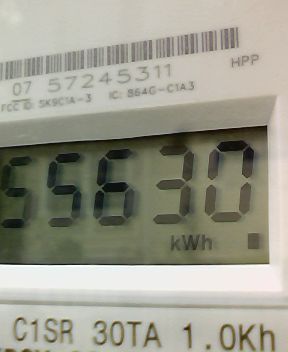 07 57245311
HPP
FCC ID: SK9C1A-3 IC: 864G-C1A3
55630
kWh
C1SR 30TA 1.0Kh